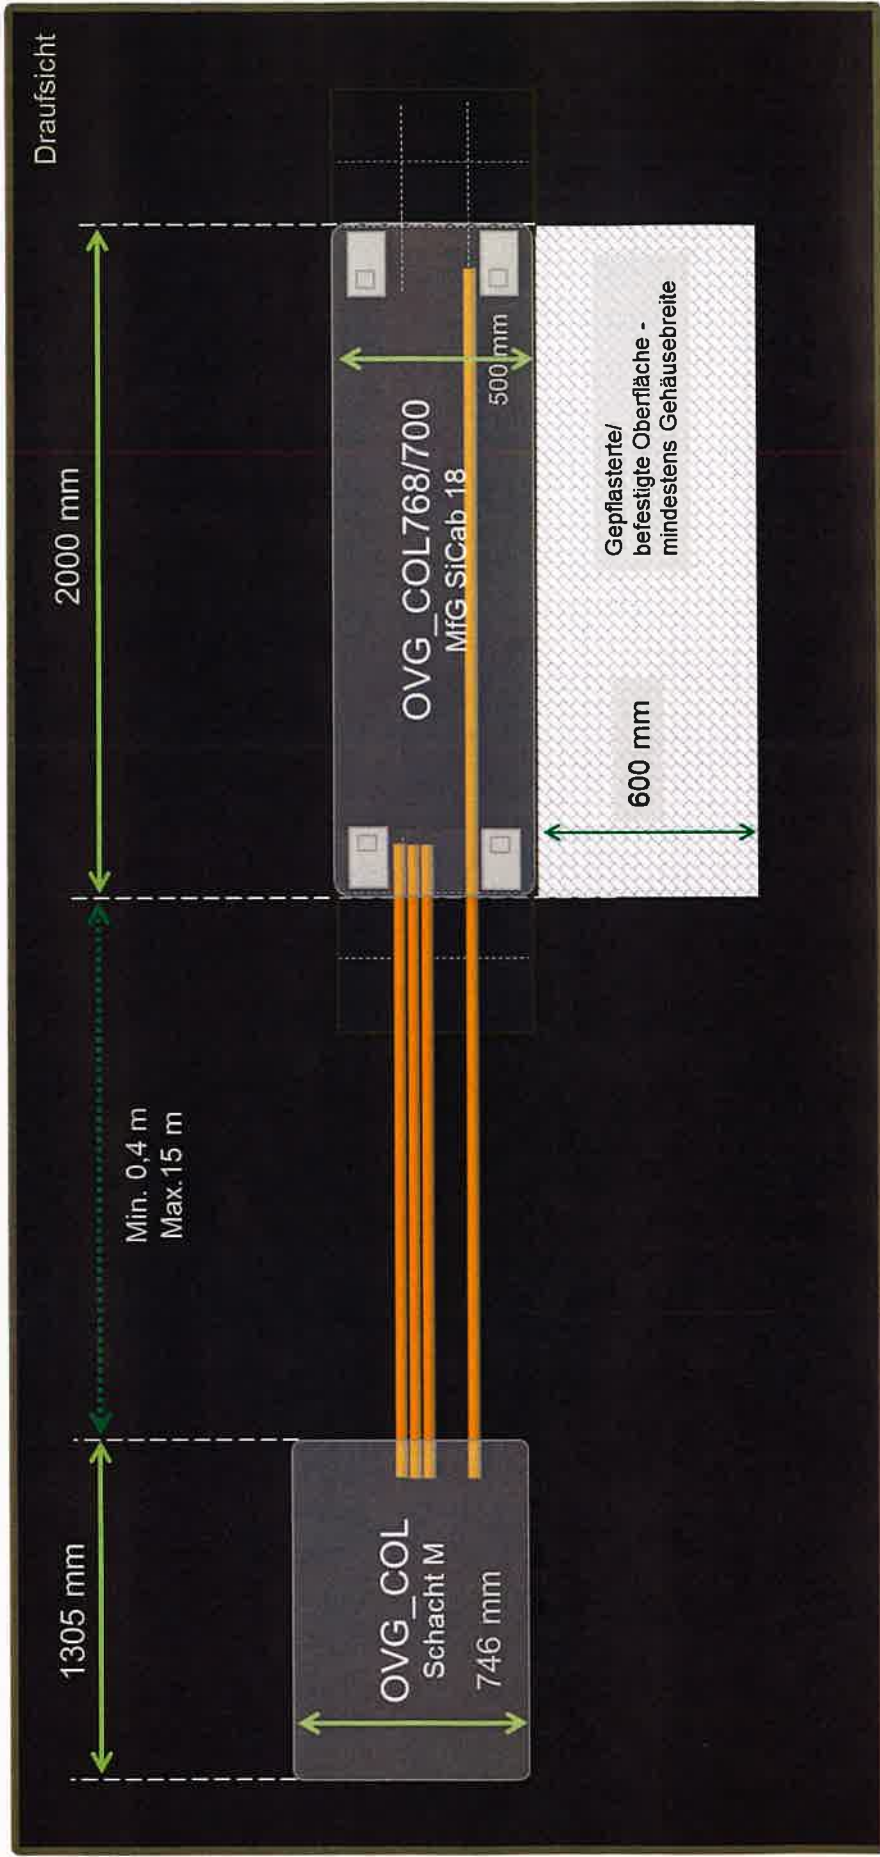 Draufsicht
1305 mm
2000 mm
Min. 0,4 m
Max.15 m
OVG_COL
Schacht M
746 mm
OVG_COL768/700
MfG SiCab 18
500 mm
600 mm
Gepflasterte/
befestigte Oberfläche -
mindestens Gehäusebreite